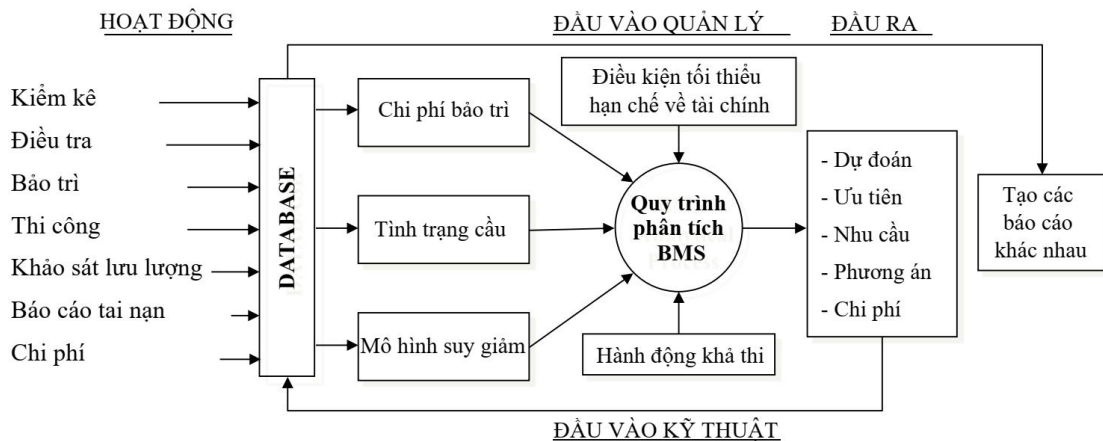 HOẠT ĐỘNG
ĐẦU VÀO QUẢN LÝ
ĐẦU RA
Kiểm kê
Điều tra
Bảo trì
Thi công
Khảo sát lưu lượng
Báo cáo tai nạn
Chi phí
DATABASE
Chi phí bảo trì
Tình trạng cầu
Mô hình suy giảm
Điều kiện tối thiểu
hạn chế về tài chính
Quy trình
phân tích
BMS
Hành động khả thi
- Dự đoán
- Ưu tiên
- Nhu cầu
- Phương án
- Chi phí
Tạo các
báo cáo
khác nhau
ĐẦU VÀO KỸ THUẬT